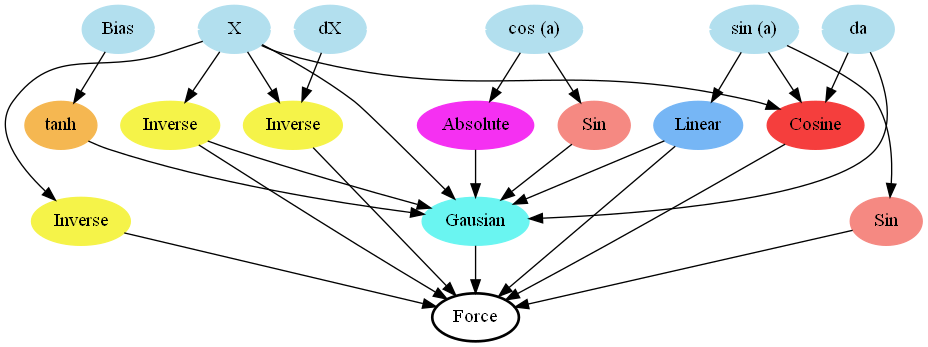 Bias
X
dX
cos (a)
sin (a)
da
tanh
Inverse
Inverse
Absolute
Sin
Linear
Cosine
Inverse
Gausian
Sin
Force